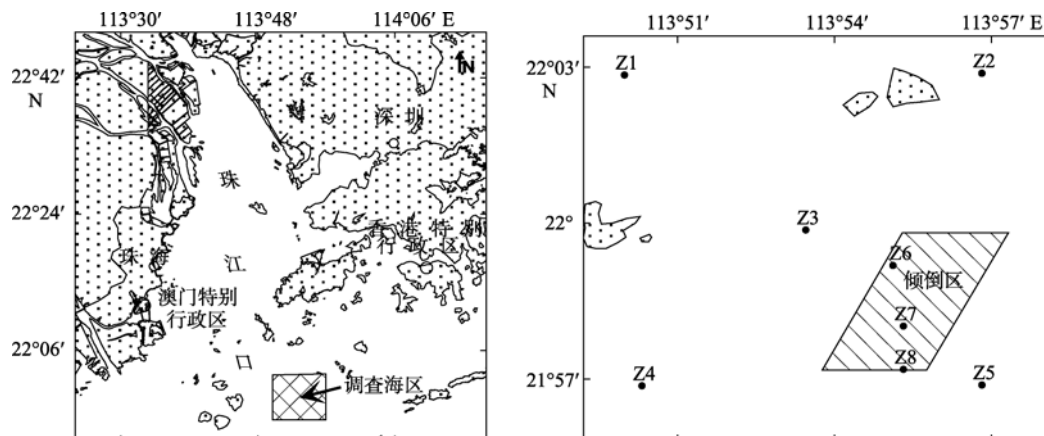 113°30′ 113°48′ 114°06′ E
22°42′
N
22°24′
22°06′
N
深圳
珠
江
香港特别
行政区
珠海
澳门特别
行政区
调查海区
113°51′ 113°54′ 113°57′ E
22°03′
N
22°
21°57′
Z1
Z2
Z3
Z6
倾倒区
Z7
Z8
Z4
Z5